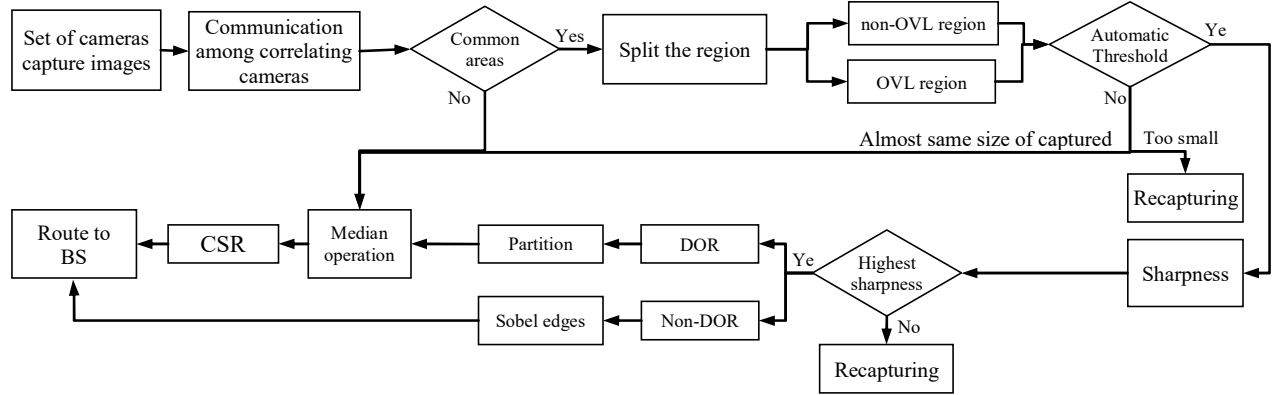 Set of cameras
capture images
Communication
among correlating
cameras
Common
areas
Yes
No
Split the region
non-OVL region
OVL region
Automatic
Threshold
Ye
No
Almost same size of captured
Too small
Recapturing
Route to
BS
CSR
Median
operation
Partition
DOR
Ye
Highest
sharpness
Sharpness
Sobel edges
Non-DOR
No
Recapturing